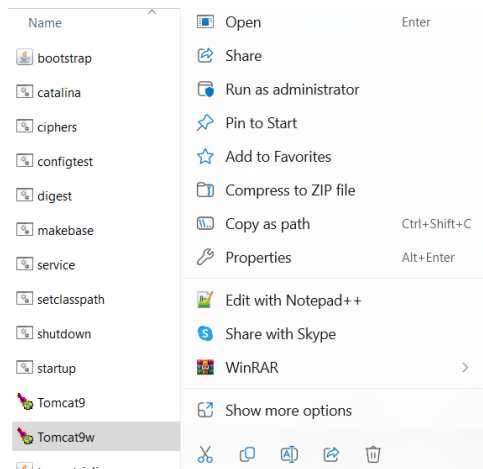 Name
bootstrap
catalina
ciphers
configtest
digest
makebase
service
setclasspath
shutdown
startup
Tomcat9
Tomcat9w
Open Enter
Share
Run as administrator
Pin to Start
Add to Favorites
Compress to ZIP file
Copy as path Ctrl+Shift+C
Properties Alt+Enter
Edit with Notepad++
Share with Skype
WinRAR
Show more options